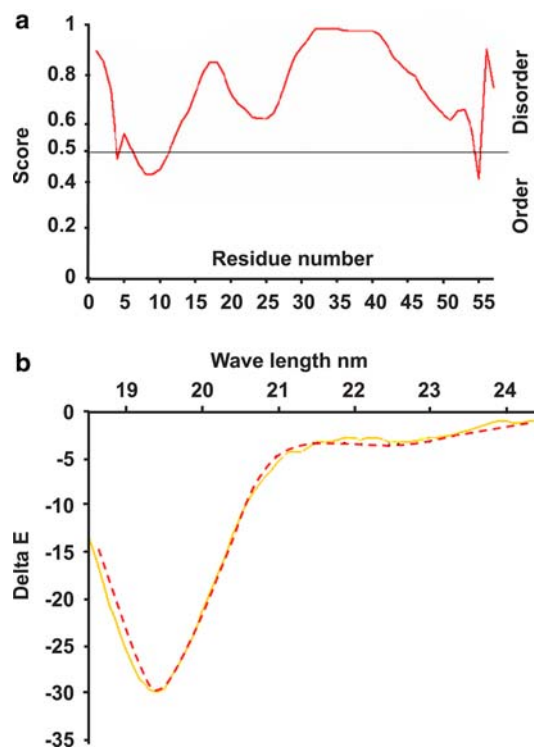 a
1
0.8
0.6
0.5
0.4
0.2
0
Score
Disorder
Order
Residue number
0 5 10 15 20 25 30 35 40 45 50 55
b
Wave length nm
19 20 21 22 23 24
0
-5
-10
-15
-20
-25
-30
-35
Delta E